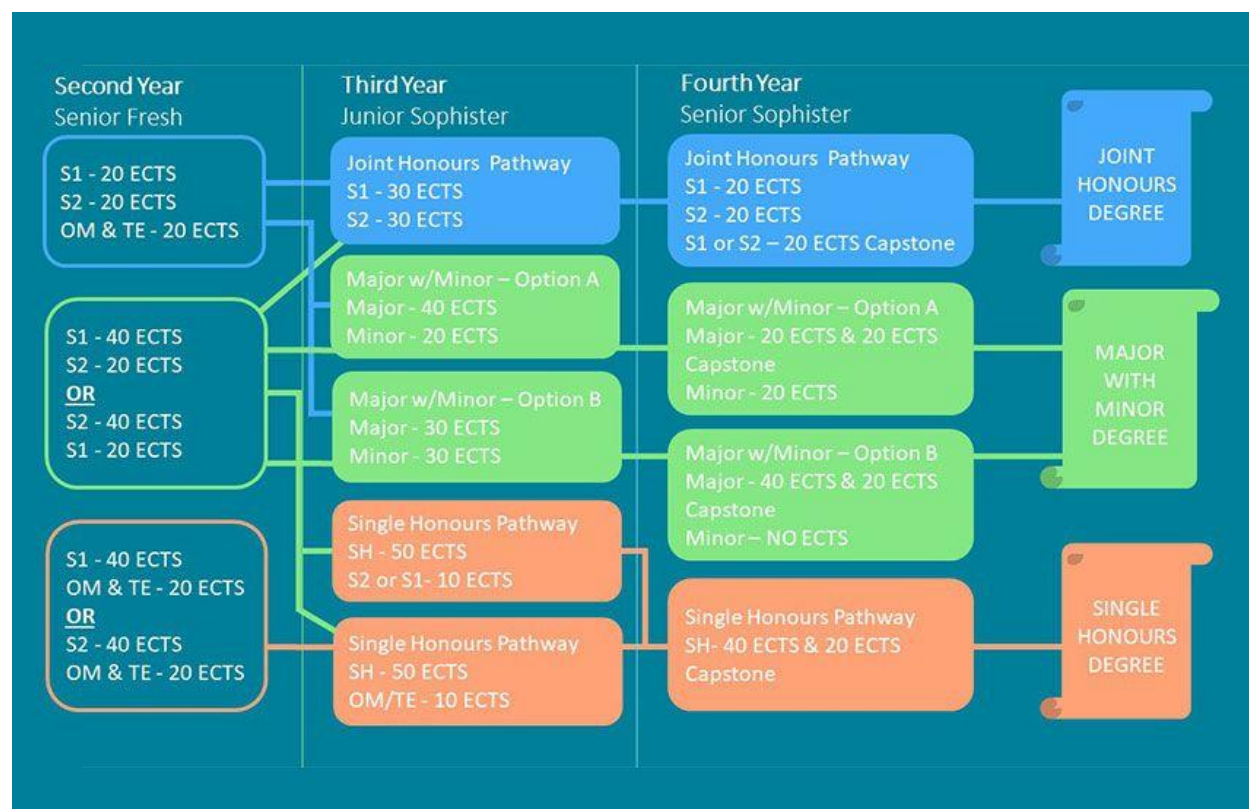 Second Year
Senior Fresh
S1 - 20 ECTS
S2 - 20 ECTS
OM & TE - 20 ECTS
S1 - 40 ECTS
S2 - 20 ECTS
OR
S2 - 40 ECTS
S1 - 20 ECTS
S1 - 40 ECTS
OM & TE - 20 ECTS
OR
S2 - 40 ECTS
OM & TE - 20 ECTS
Third Year
Junior Sophister
Joint Honours Pathway
S1 - 30 ECTS
S2 - 30 ECTS
Major w/Minor – Option A
Major - 40 ECTS
Minor - 20 ECTS
Major w/Minor – Option B
Major - 30 ECTS
Minor - 30 ECTS
Single Honours Pathway
SH - 50 ECTS
S2 or S1- 10 ECTS
Single Honours Pathway
SH - 50 ECTS
OM/TE - 10 ECTS
Fourth Year
Senior Sophister
Joint Honours Pathway
S1 - 20 ECTS
S2 - 20 ECTS
S1 or S2 – 20 ECTS Capstone
Major w/Minor – Option A
Major - 20 ECTS & 20 ECTS
Capstone
Minor - 20 ECTS
Major w/Minor – Option B
Major - 40 ECTS & 20 ECTS
Capstone
Minor – NO ECTS
Single Honours Pathway
SH- 40 ECTS & 20 ECTS
Capstone
JOINT
HONOURS
DEGREE
MAJOR
WITH
MINOR
DEGREE
SINGLE
HONOURS
DEGREE